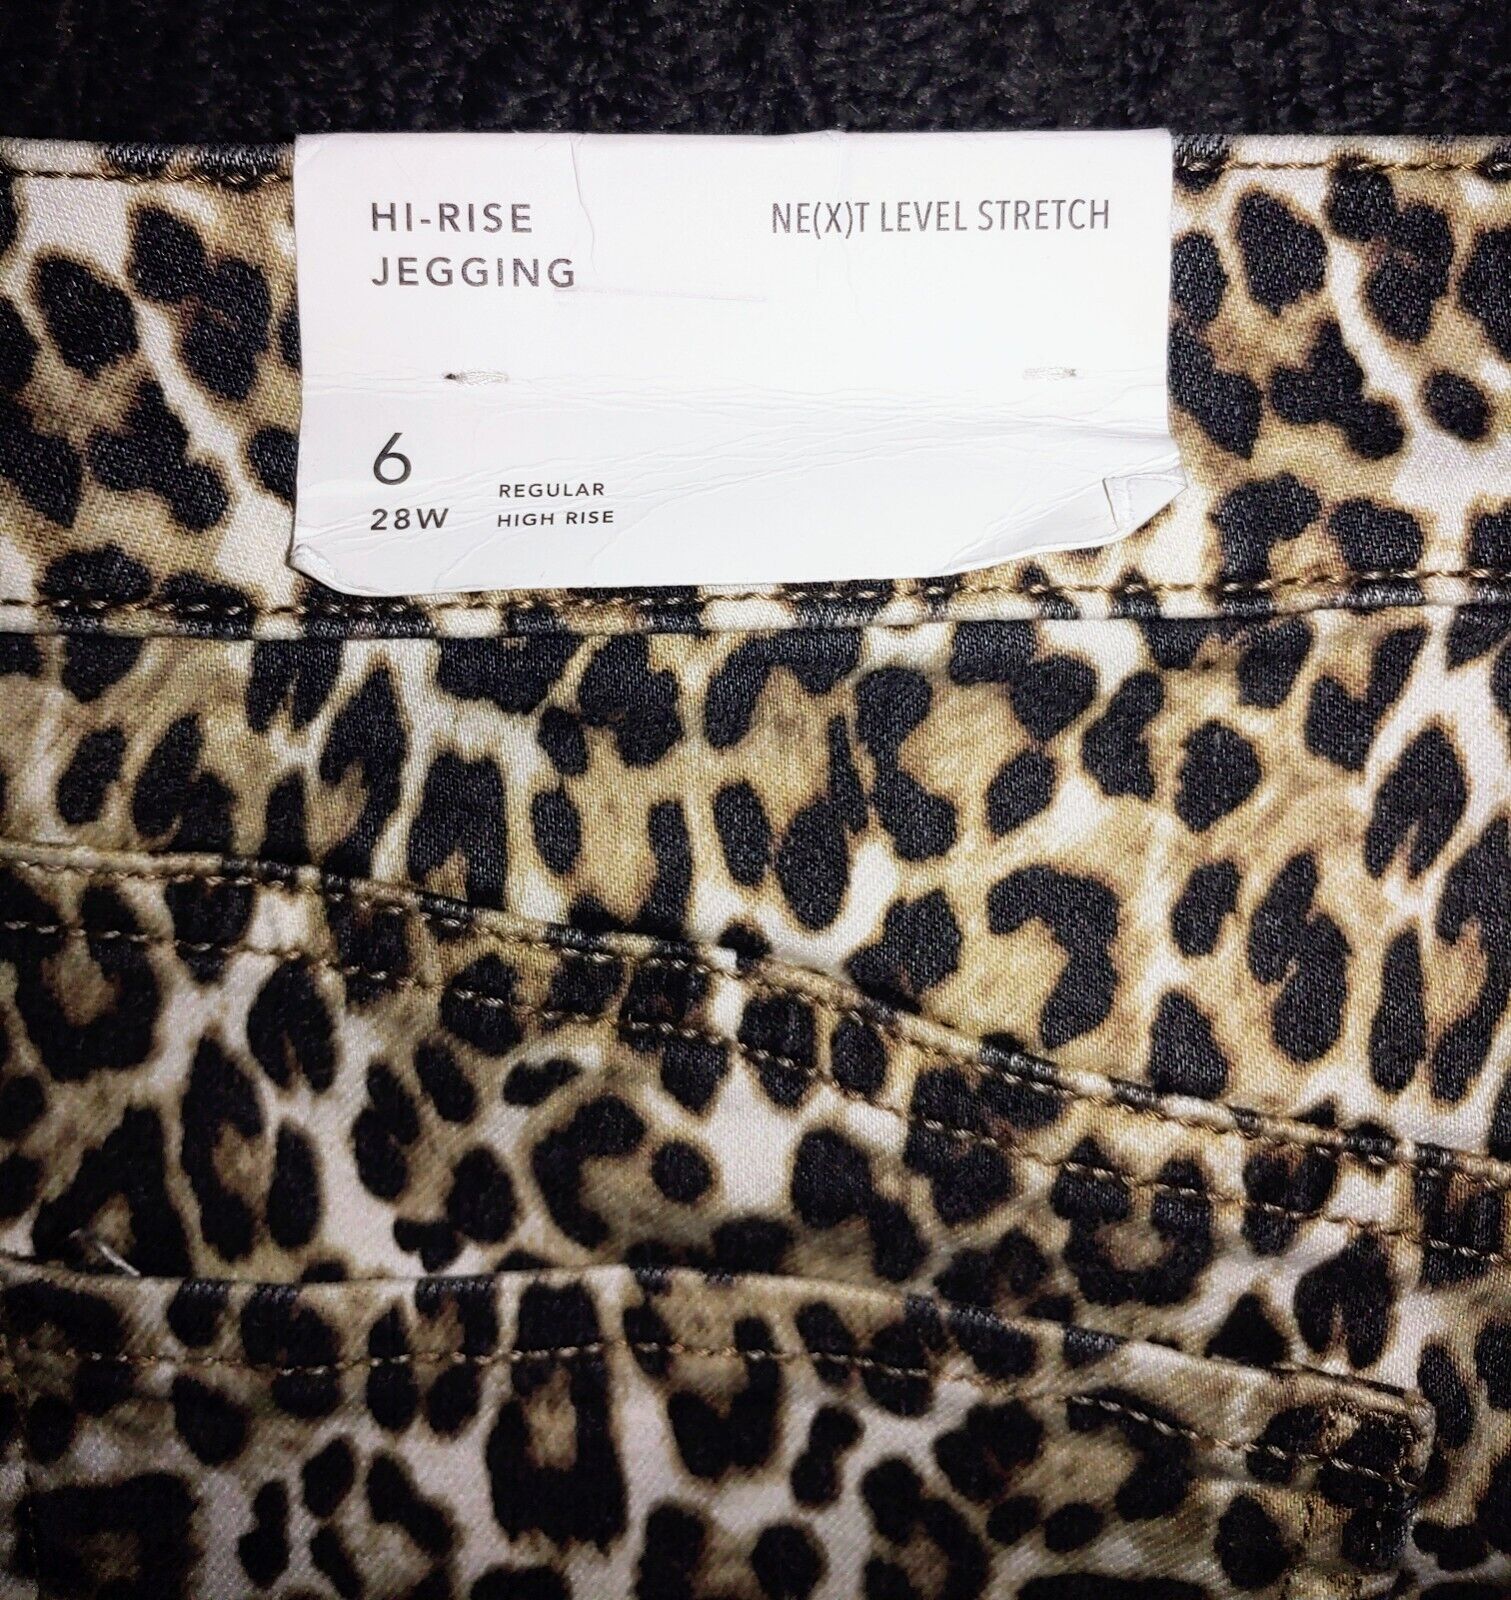 HI-RISE
JEGGING
NE(X)T LEVEL STRETCH
6
28W
REGULAR
HIGH RISE